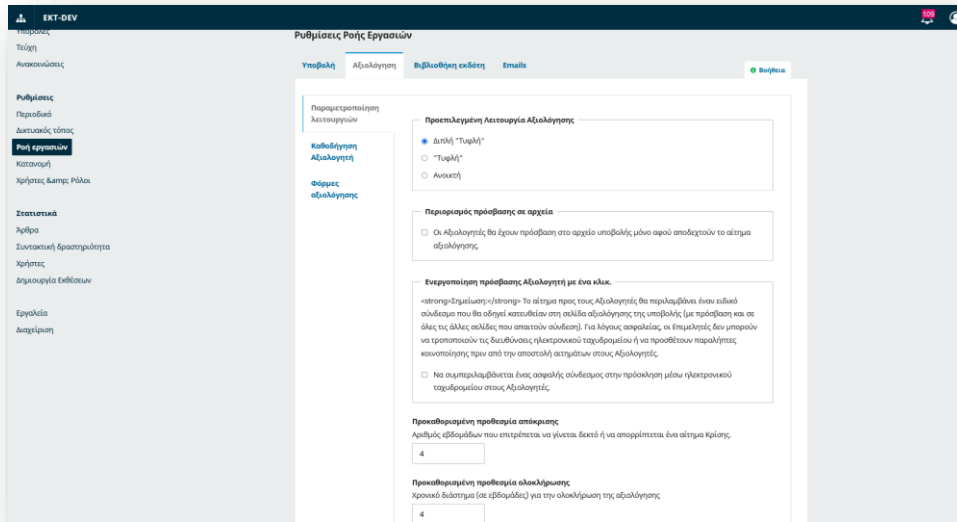 EKT-DEV
109
Υποβολές
Τεύχη
Ανακοινώσεις
Ρυθμίσεις
Περιοδικό
Δικτυακός τόπος
Ροή εργασιών
Κατανομή
Χρήστες &amp; Ρόλοι
Στατιστικά
Άρθρα
Συντακτική δραστηριότητα
Χρήστες
Δημιουργία Εκθέσεων
Εργαλεία
Διαχείριση
Ρυθμίσεις Ροής Εργασιών
Υποβολή Αξιολόγηση Βιβλιοθήκη εκδότη Emails
Βοήθεια
Παραμετροποίηση
λειτουργιών
Καθοδήγηση
Αξιολογητή
Φόρμες
αξιολόγησης
Προεπιλεγμένη Λειτουργία Αξιολόγησης
Διπλή "Τυφλή"
"Τυφλή"
Ανοικτή
Περιορισμός πρόσβασης σε αρχεία
Οι Αξιολογητές θα έχουν πρόσβαση στο αρχείο υποβολής μόνο αφού αποδεχτούν το αίτημα
αξιολόγησης.
Ενεργοποίηση πρόσβασης Αξιολογητή με ένα κλικ.
<strong>Σημείωση:</strong> Το αίτημα προς τους Αξιολογητές θα περιλαμβάνει έναν ειδικό
σύνδεσμο που θα οδηγεί κατευθείαν στη σελίδα αξιολόγησης της υποβολής (με πρόσβαση και σε
όλες τις άλλες σελίδες που απαιτούν σύνδεση). Για λόγους ασφαλείας, οι Επιμελητές δεν μπορούν
να τροποποιούν τις διευθύνσεις ηλεκτρονικού ταχυδρομείου ή να προσθέτουν παραλήπτες
κοινοποίησης πριν από την αποστολή αιτημάτων στους Αξιολογητές.
Να συμπεριλαμβάνεται ένας ασφαλής σύνδεσμος στην πρόσκληση μέσω ηλεκτρονικού
ταχυδρομείου στους Αξιολογητές.
Προκαθορισμένη προθεσμία απόκρισης
Αριθμός εβδομάδων που επιτρέπεται να γίνεται δεκτό ή να απορρίπτεται ένα αίτημα Κρίσης.
4
Προκαθορισμένη προθεσμία ολοκλήρωσης
Χρονικό διάστημα (σε εβδομάδες) για την ολοκλήρωση της αξιολόγησης
4